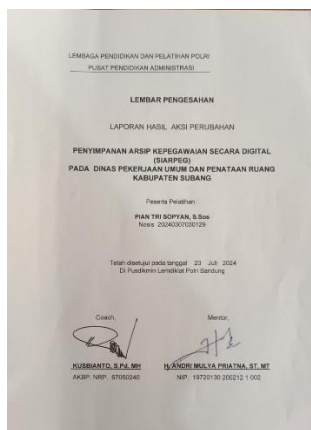 LEMBAGA PENDIDIKAN DAN PELATIHAN POLRI
PUSAT PENDIDIKAN ADMINISTRASI
LEMBAR PENGESAHAN
LAPORAN HASIL AKSI PERUBAHAN
PENYIMPANAN ARSIP KEPEGAWAIAN SECARA DIGITAL
(SIARPEG)
PADA DINAS PEKERJAAN UMUM DAN PENATAAN RUANG
KABUPATEN SUBANG
Peserta Pelatihan :
PIAN TRI SOPYAN, S.Sos
Nosis 20240307030129
Telah disetujui pada tanggal 23 Juli 2024
Di Pusdikmin Lemdiklat Polri Bandung
Coach, Mentor,
KUSBIANTO, S.Pd, MH H. ANDRI MULYA PRIATNA, ST, MT
AKBP NRP. 67060240 NIP. 19720130 200212 1 002